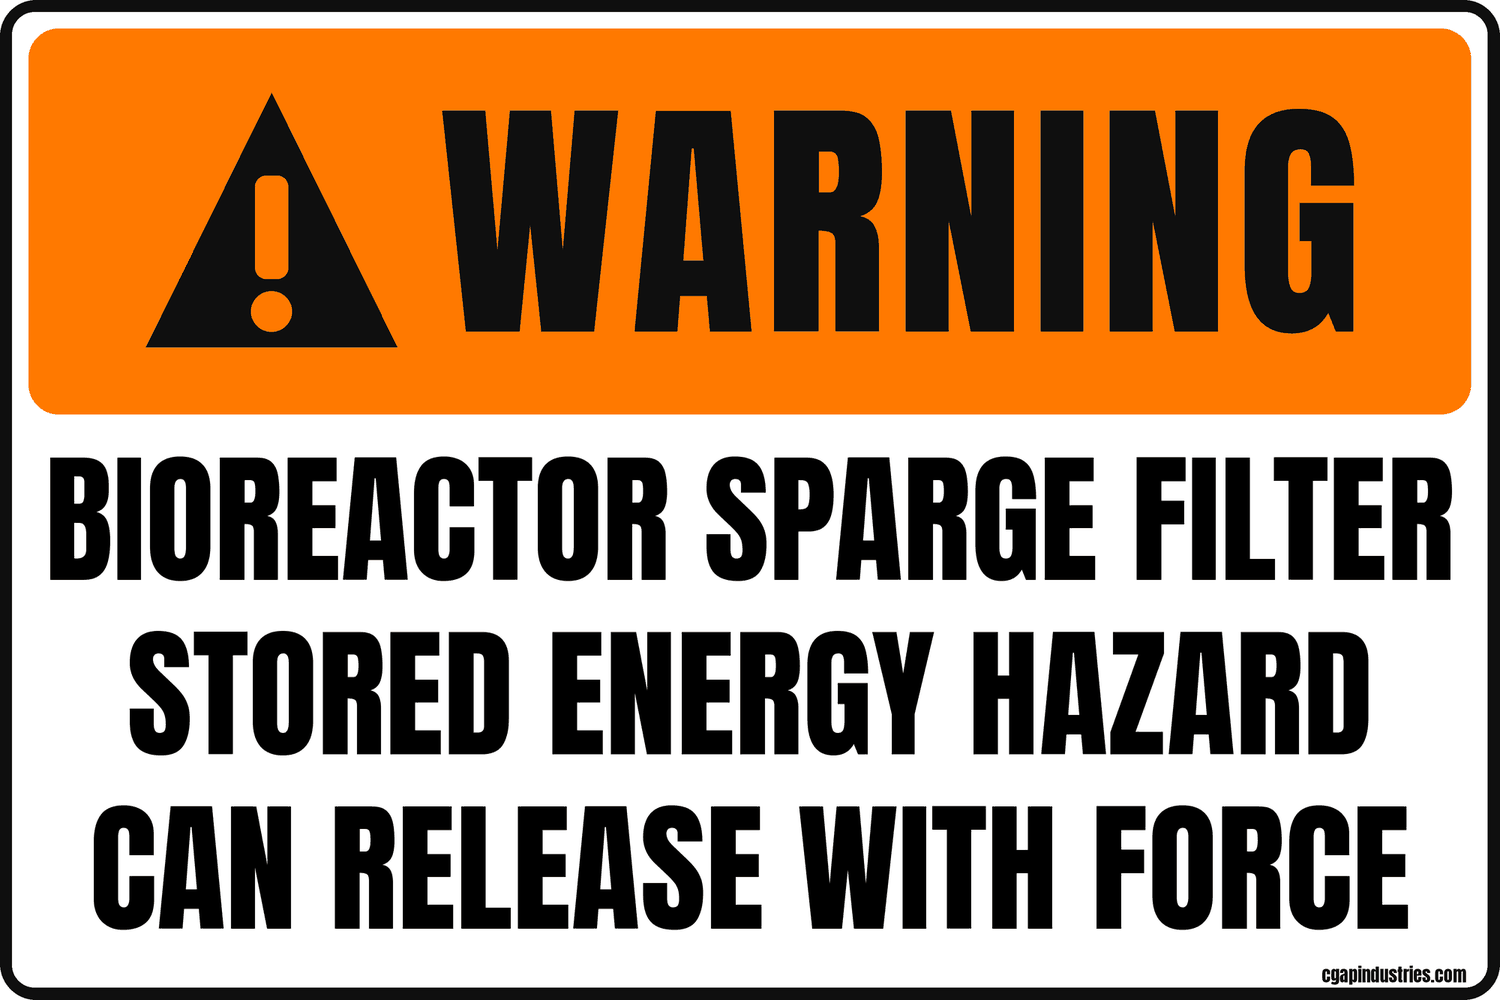 WARNING
BIOREACTOR SPARGE FILTER
STORED ENERGY HAZARD
CAN RELEASE WITH FORCE
cgapindustries.com